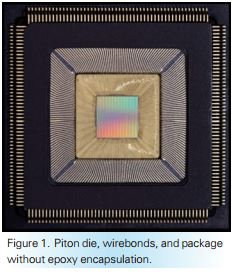 Figure 1. Piton die, wirebonds, and package
without epoxy encapsulation.